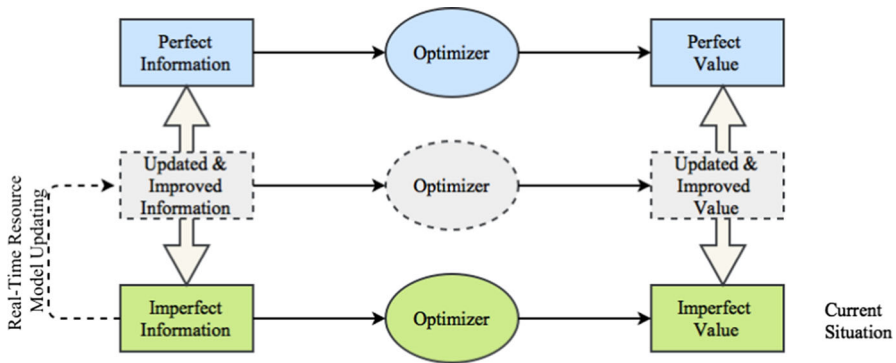 Perfect
Information
Optimizer
Perfect
Value
Updated &
Improved
Information
Optimizer
Updated &
Improved
Value
Real-Time Resource
Model Updating
Imperfect
Information
Optimizer
Imperfect
Value
Current
Situation